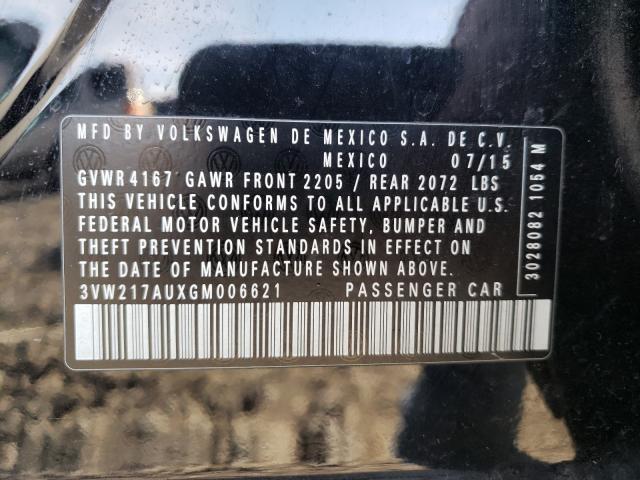 MFD BY VOLKSWAGEN DE MEXICO S.A. DE C.V.
MEXICO 07/15
GVWR 4167 GAWR FRONT 2205 / REAR 2072 LBS
THIS VEHICLE CONFORMS TO ALL APPLICABLE U.S.
FEDERAL MOTOR VEHICLE SAFETY, BUMPER AND
THEFT PREVENTION STANDARDS IN EFFECT ON
THE DATE OF MANUFACTURE SHOWN ABOVE.
3VW217AUXGM006621 PASSENGER CAR
3028082 1054 M